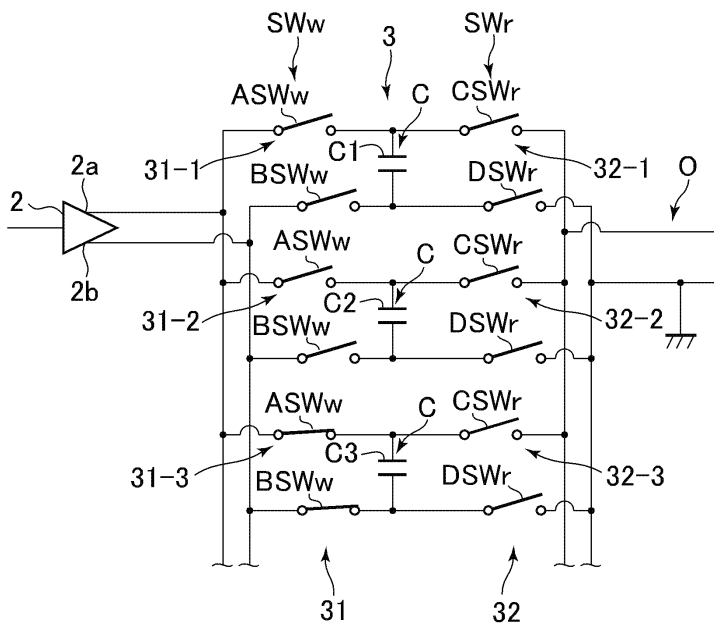 SWw
3
SWr
ASWw
C
CSWr
C1
31-1
32-1
2a
BSWw
DSWr
O
2
ASWw
C
CSWr
2b
C2
31-2
32-2
BSWw
DSWr
ASWw
C
CSWr
C3
31-3
32-3
BSWw
DSWr
31
32